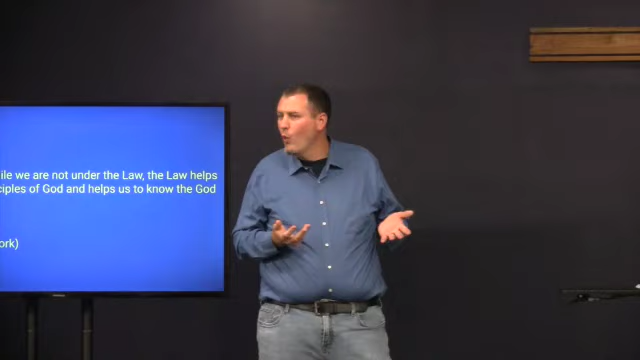 ile we are not under the Law, the Law helps
ciples of God and helps us to know the God
ork)